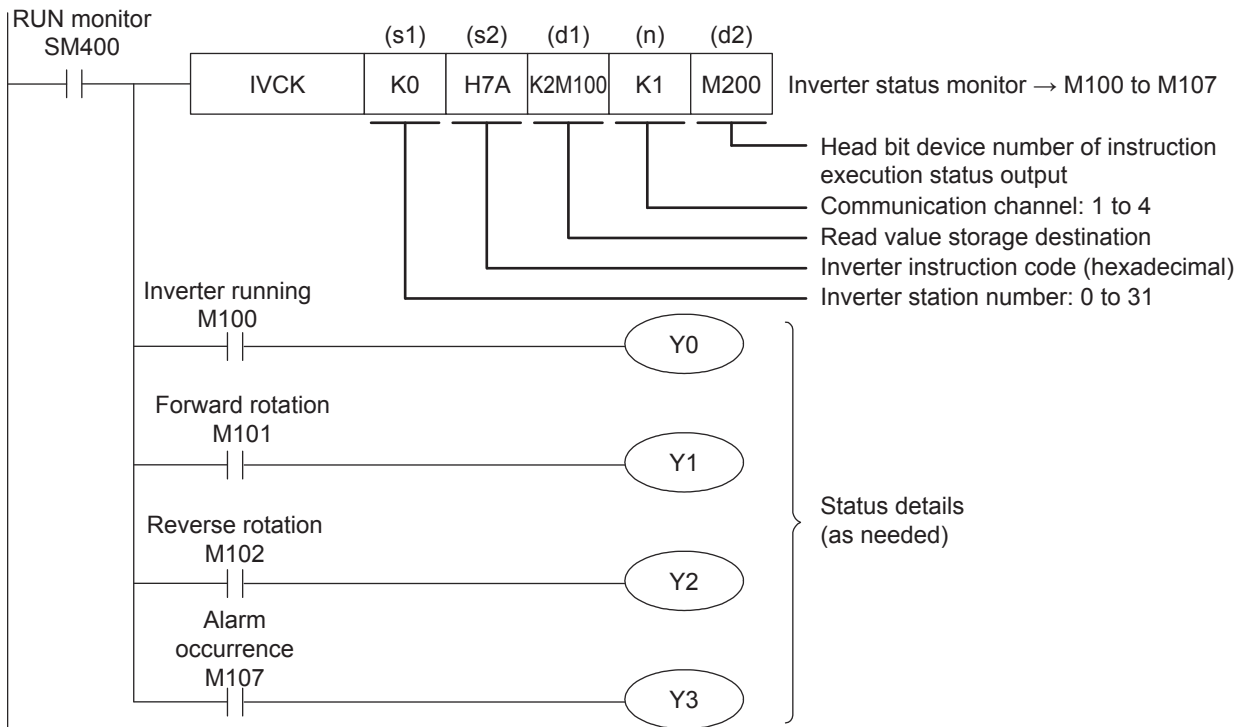 RUN monitor
SM400
(s1) (s2) (d1) (n) (d2)
IVCK K0 H7A K2M100 K1 M200 Inverter status monitor → M100 to M107
Head bit device number of instruction
execution status output
Communication channel: 1 to 4
Read value storage destination
Inverter instruction code (hexadecimal)
Inverter station number: 0 to 31
Inverter running
M100
Y0
Forward rotation
M101
Y1
Reverse rotation
M102
Y2
Alarm
occurrence
M107
Y3
Status details
(as needed)